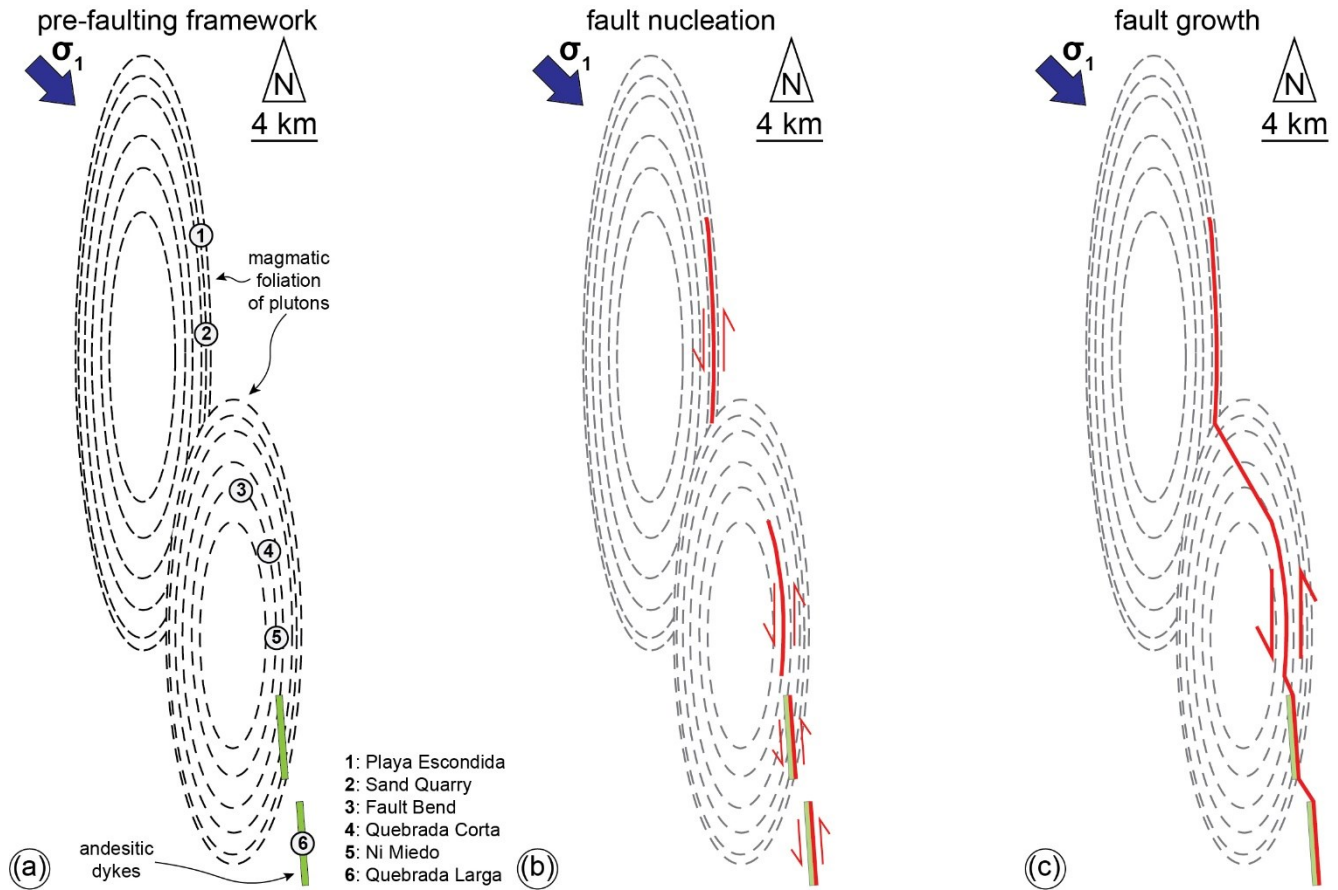 pre-faulting framework
σ1
N
4 km
1
magmatic
foliation
of plutons
2
3
4
5
1: Playa Escondida
2: Sand Quarry
3: Fault Bend
4: Quebrada Corta
5: Ni Miedo
6: Quebrada Larga
6
andesitic
dykes
(a)
fault nucleation
σ1
N
4 km
(b)
fault growth
σ1
N
4 km
(c)